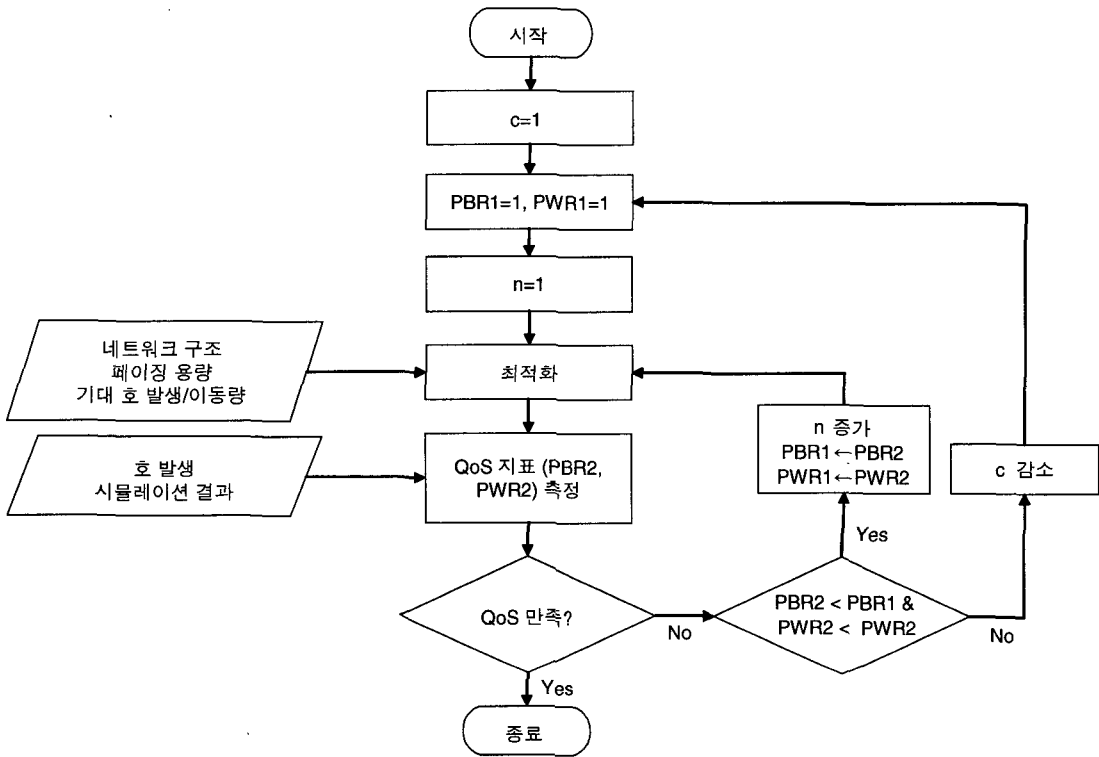 시작
c=1
PBR1=1, PWR1=1
n=1
네트워크 구조
페이징 용량
기대 호 발생/이동량
최적화
n 증가
PBR1←PBR2
PWR1←PWR2
c 감소
호 발생
시뮬레이션 결과
QoS 지표 (PBR2,
PWR2) 측정
Yes
QoS 만족?
No
PBR2 < PBR1 &
PWR2 < PWR2
No
Yes
종료